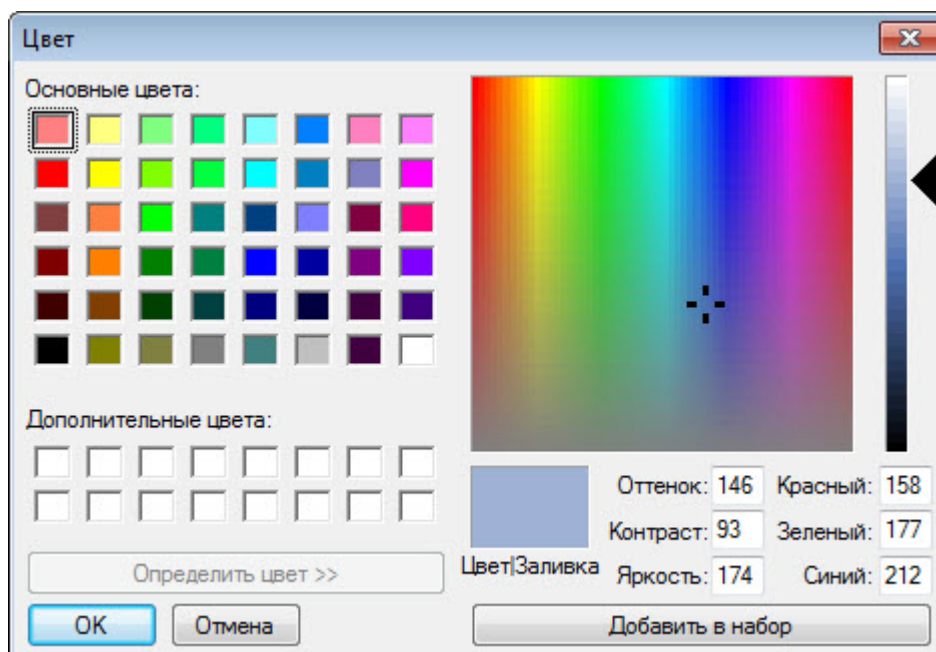 Цвет
Основные цвета:
Дополнительные цвета:
Определить цвет >>
OK
Отмена
Цвет|Заливка
Оттенок: 146
Контраст: 93
Яркость: 174
Красный: 158
Зеленый: 177
Синий: 212
Добавить в набор